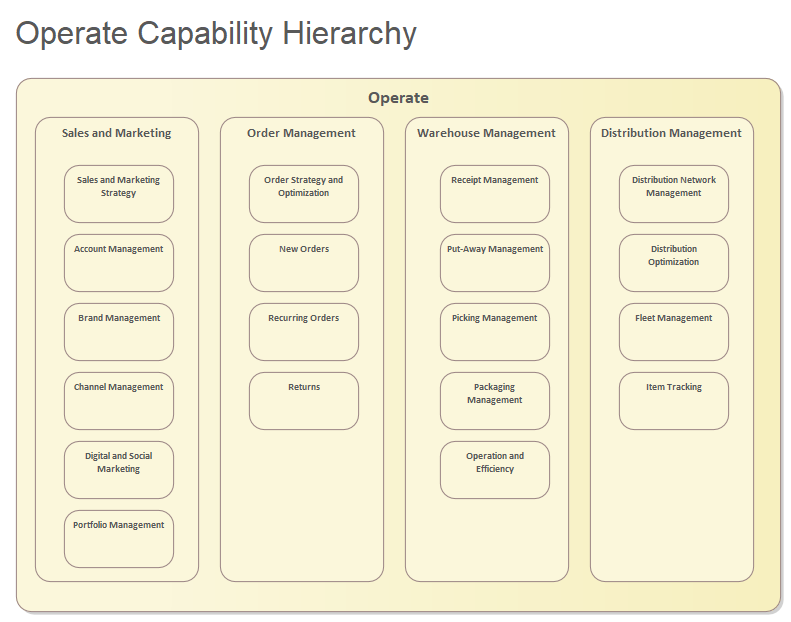 Operate Capability Hierarchy
Operate
Sales and Marketing
Sales and Marketing
Strategy
Account Management
Brand Management
Channel Management
Digital and Social
Marketing
Portfolio Management
Order Management
Order Strategy and
Optimization
New Orders
Recurring Orders
Returns
Warehouse Management
Receipt Management
Put-Away Management
Picking Management
Packaging
Management
Operation and
Efficiency
Distribution Management
Distribution Network
Management
Distribution
Optimization
Fleet Management
Item Tracking